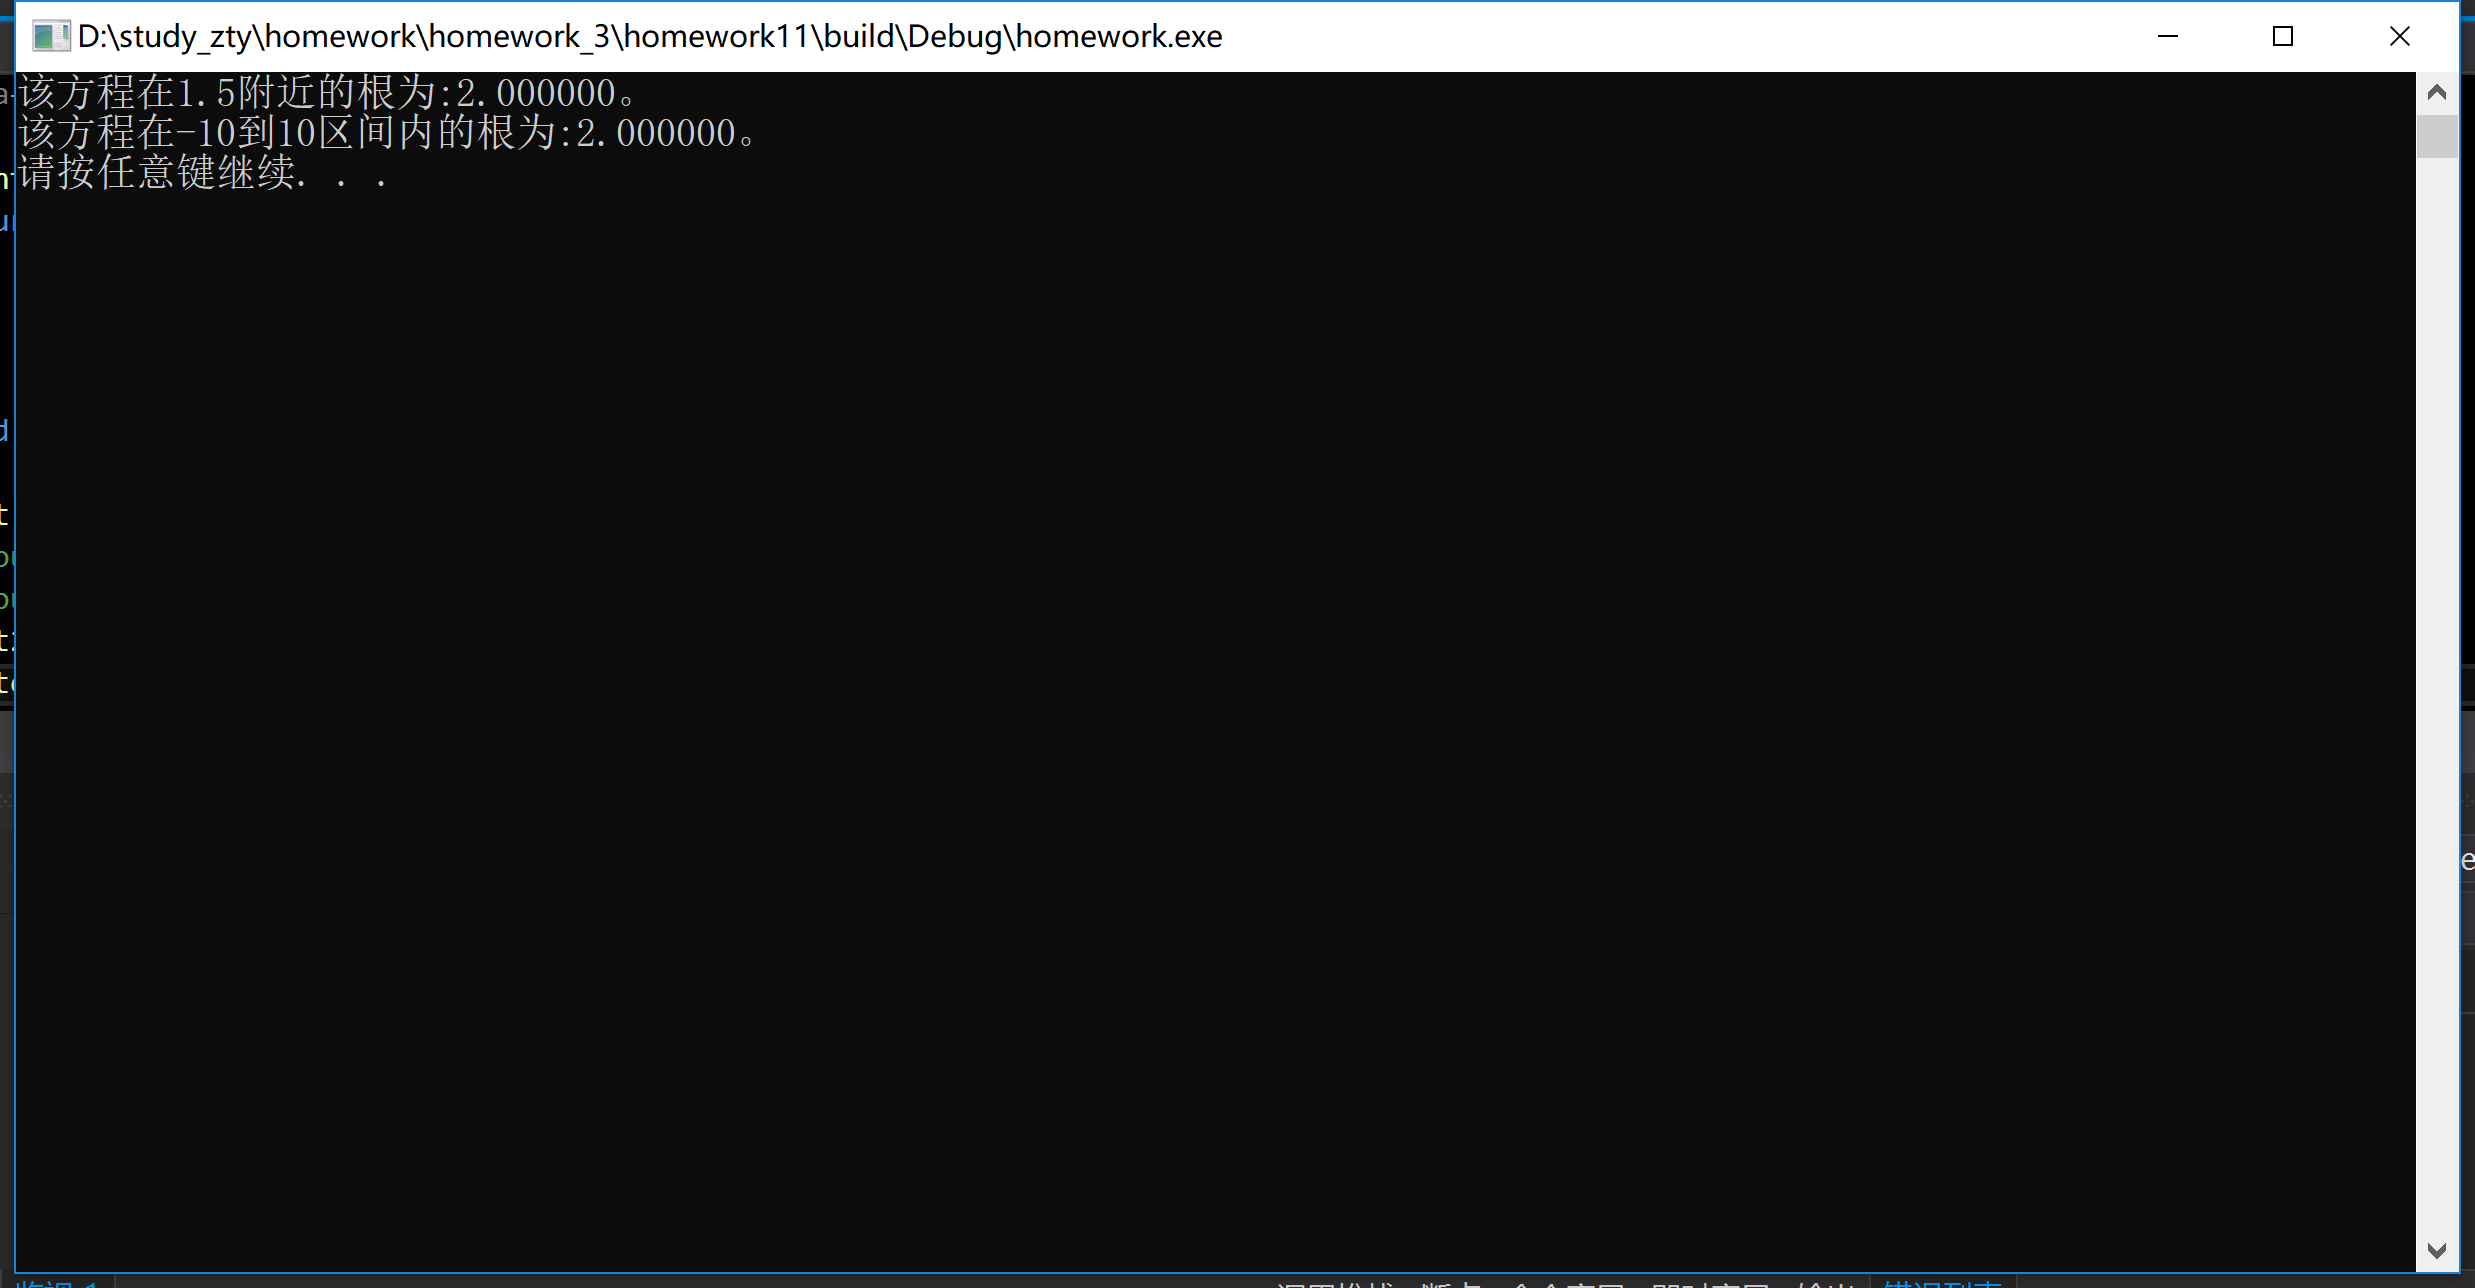 D:\study_zty\homework\homework_3\homework11\build\Debug\homework.exe
该方程在1.5附近的根为:2.000000。
该方程在-10到10区间内的根为:2.000000。
请按任意键继续. . .